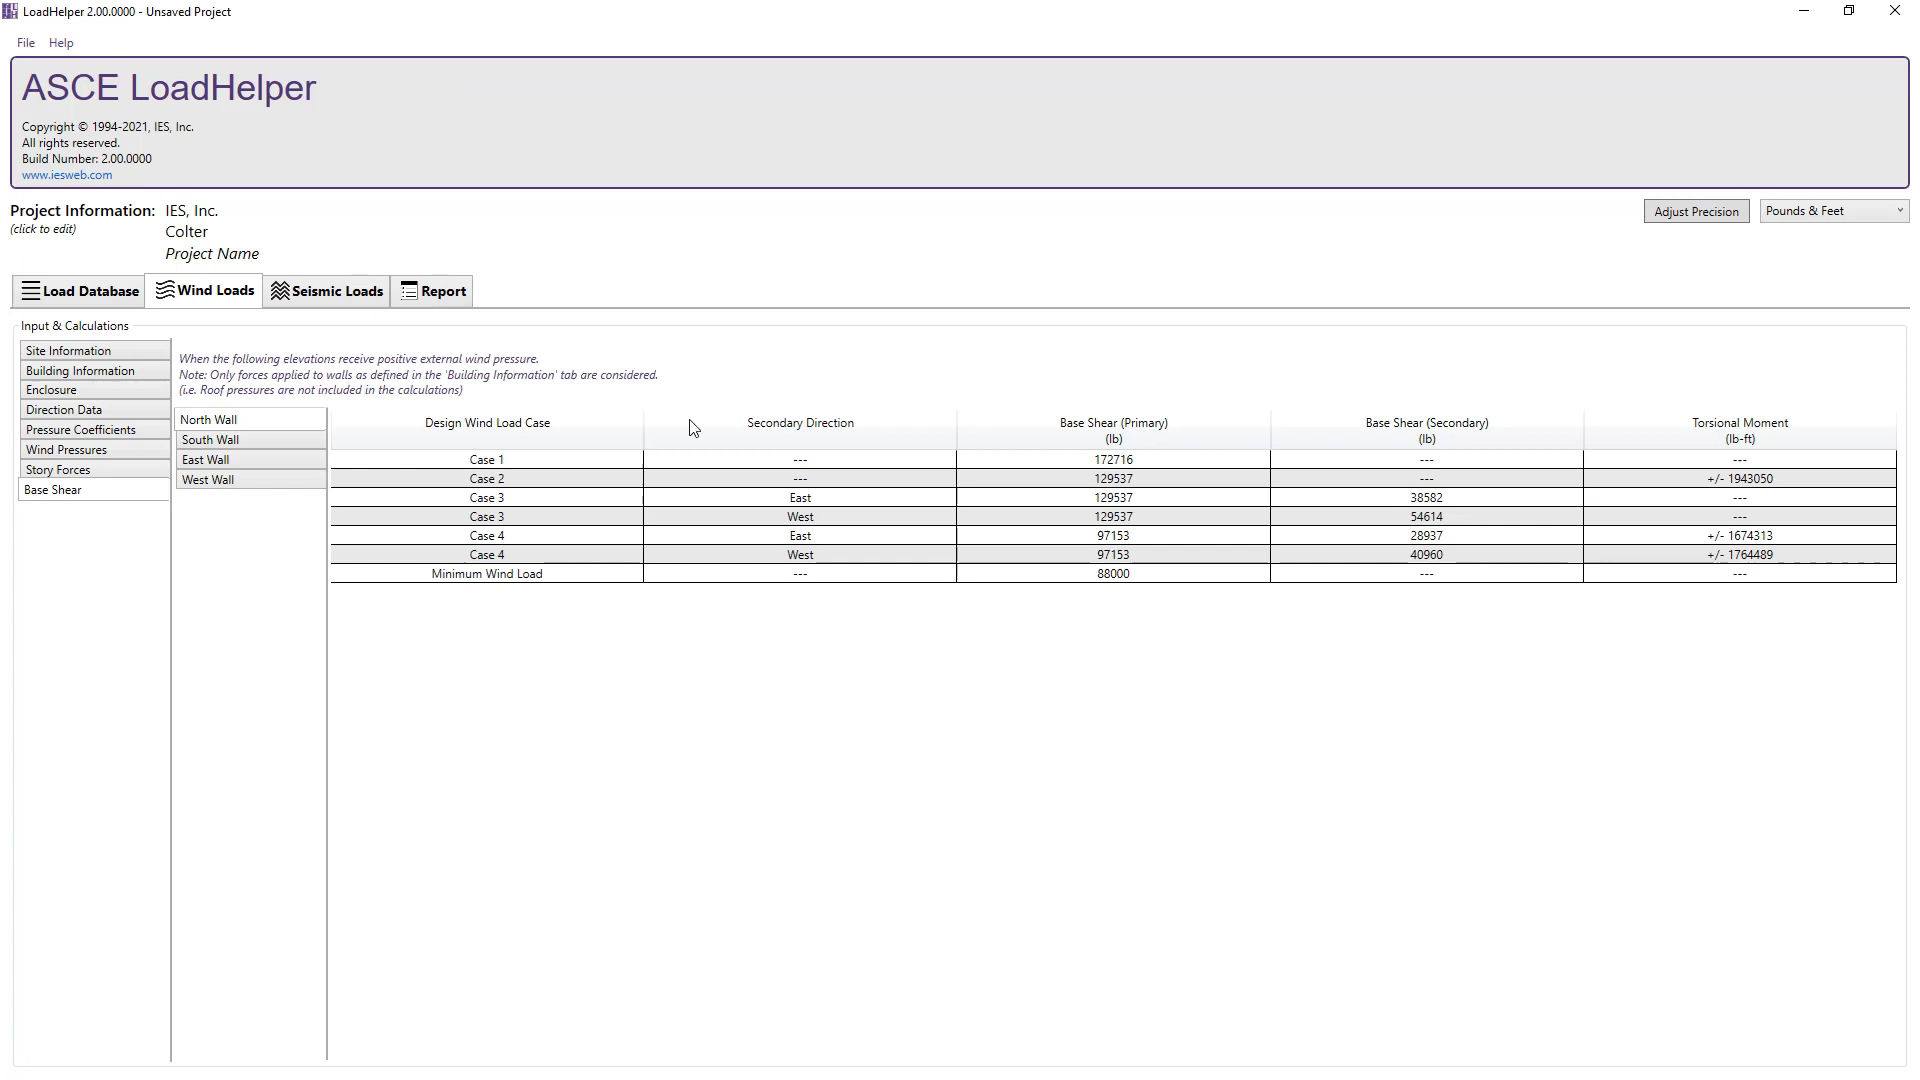 LoadHelper 2.00.0000 - Unsaved Project
File Help
ASCE LoadHelper
Copyright © 1994-2021, IES, Inc.
All rights reserved.
Build Number: 2.00.0000
www.iesweb.com
Project Information: IES, Inc.
(click to edit) Colter
Project Name
Adjust Precision Pounds & Feet
Load Database Wind Loads Seismic Loads Report
Input & Calculations
Site Information
Building Information
Enclosure
Direction Data
Pressure Coefficients
Wind Pressures
Story Forces
Base Shear
When the following elevations receive positive external wind pressure.
Note: Only forces applied to walls as defined in the 'Building Information' tab are considered.
(i.e. Roof pressures are not included in the calculations)
North Wall
South Wall
East Wall
West Wall
Design Wind Load Case Secondary Direction Base Shear (Primary) Base Shear (Secondary) Torsional Moment
(lb) (lb) (lb-ft)
Case 1 --- 172716 --- ---
Case 2 --- 129537 --- +/- 1943050
Case 3 East 129537 38582 ---
Case 3 West 129537 54614 ---
Case 4 East 97153 28937 +/- 1674313
Case 4 West 97153 40960 +/- 1764489
Minimum Wind Load --- 88000 --- ---